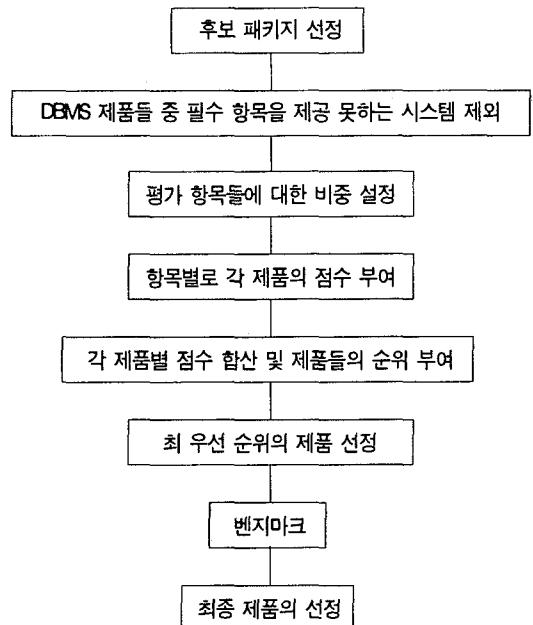 후보 패키지 선정
DBMS 제품들 중 필수 항목을 제공 못하는 시스템 제외
평가 항목들에 대한 비중 설정
항목별로 각 제품의 점수 부여
각 제품별 점수 합산 및 제품들의 순위 부여
최 우선 순위의 제품 선정
벤지마크
최종 제품의 선정